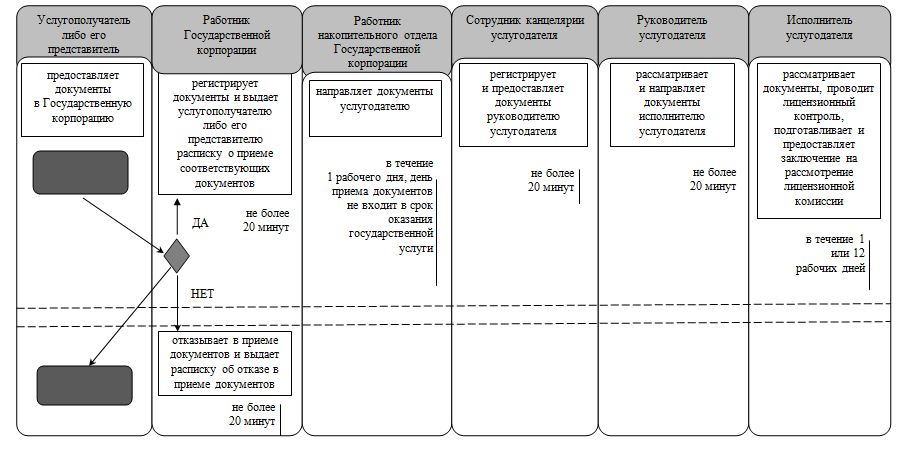 Услугополучатель
либо его
представитель
предоставляет
документы
в Государственную
корпорацию
Работник
Государственной
корпорации
регистрирует
документы и выдает
услугополучателю
либо его
представителю
расписку о приеме
соответствующих
документов
ДА
не более
20 минут
НЕТ
отказывает в приеме
документов и выдает
расписку об отказе в
приеме документов
не более
20 минут
Работник
накопительного отдела
Государственной
корпорации
направляет документы
услугодателю
в течение
1 рабочего дня, день
приема документов
не входит в срок
оказания
государственной
услуги
Сотрудник канцелярии
услугодателя
регистрирует
и предоставляет
документы
руководителю
услугодателя
не более
20 минут
Руководитель
услугодателя
рассматривает
и направляет
документы
исполнителю
услугодателя
не более
20 минут
Исполнитель
услугодателя
рассматривает
документы, проводит
лицензионный
контроль,
подготавливает и
предоставляет
заключение на
рассмотрение
лицензионной
комиссии
в течение 1
или 12
рабочих дней